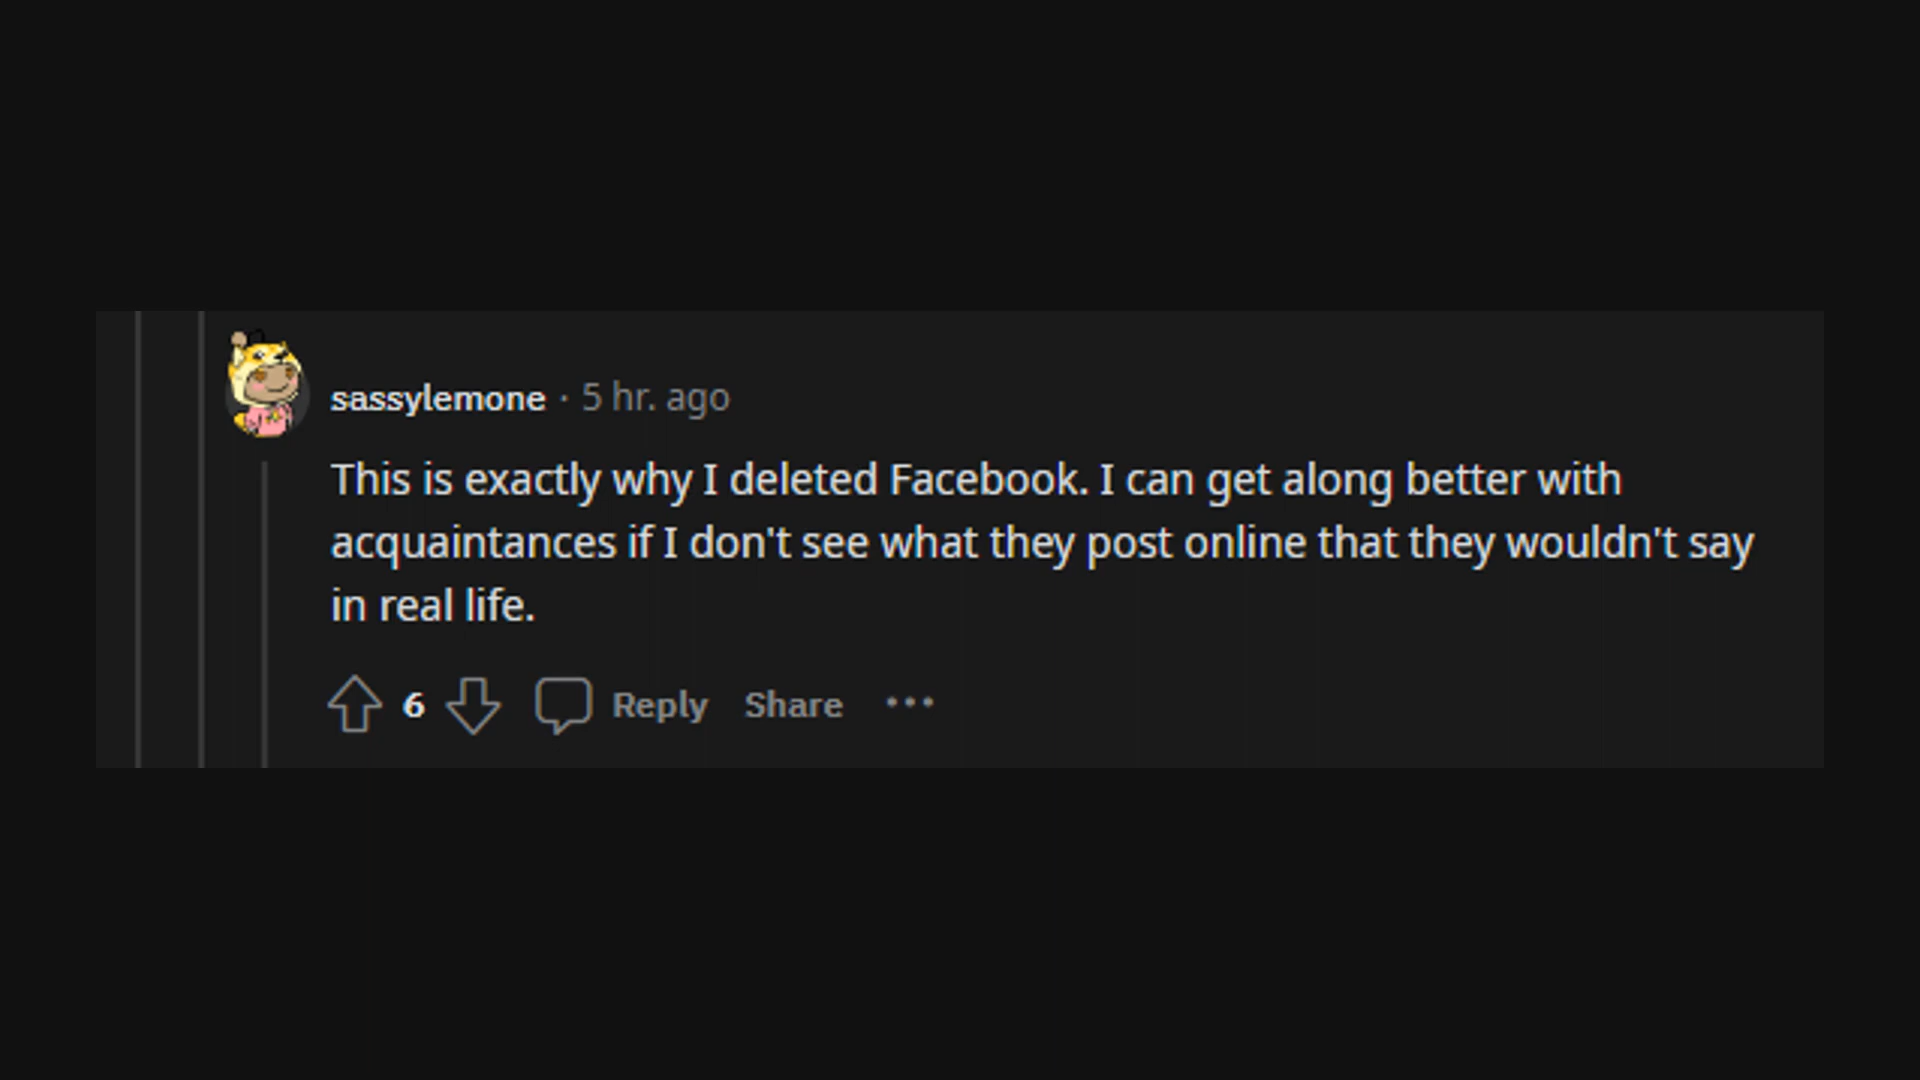 sassylemone · 5 hr. ago
This is exactly why I deleted Facebook. I can get along better with
acquaintances if I don't see what they post online that they wouldn't say
in real life.
6 Reply Share ...